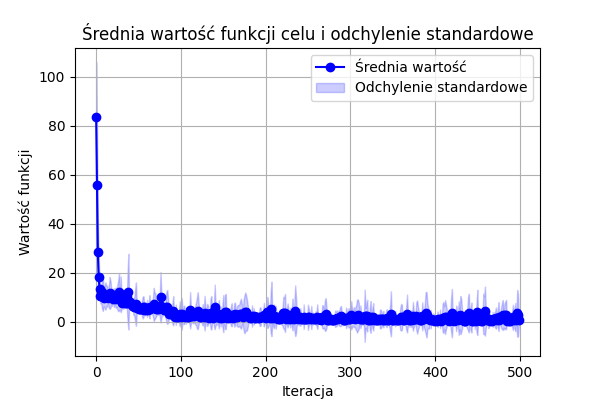 Średnia wartość funkcji celu i odchylenie standardowe
Średnia wartość
Odchylenie standardowe
Wartość funkcji
100
80
60
40
20
0
0 100 200 300 400 500
Iteracja